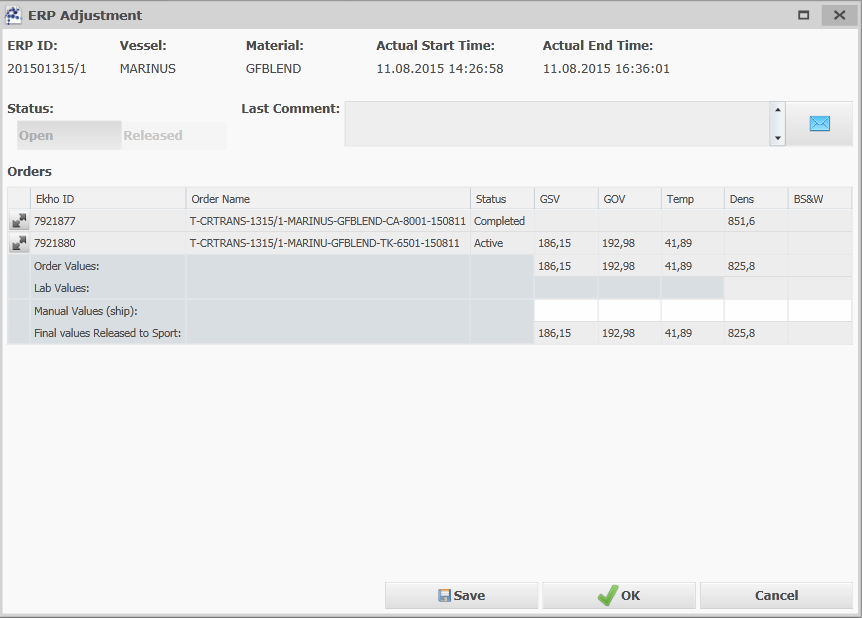 ERP Adjustment
ERP ID: Vessel: Material: Actual Start Time: Actual End Time:
201501315/1 MARINUS GFBLEND 11.08.2015 14:26:58 11.08.2015 16:36:01
Status: Last Comment:
Open Released
Orders
Ekho ID Order Name Status GSV GOV Temp Dens BS&W
7921877 T-CRTRANS-1315/1-MARINUS-GFBLEND-CA-8001-150811 Completed 851,6
7921880 T-CRTRANS-1315/1-MARINU-GFBLEND-TK-6501-150811 Active 186,15 192,98 41,89
Order Values: 186,15 192,98 41,89 825,8
Lab Values:
Manual Values (ship):
Final values Released to Sport: 186,15 192,98 41,89 825,8
Save OK Cancel